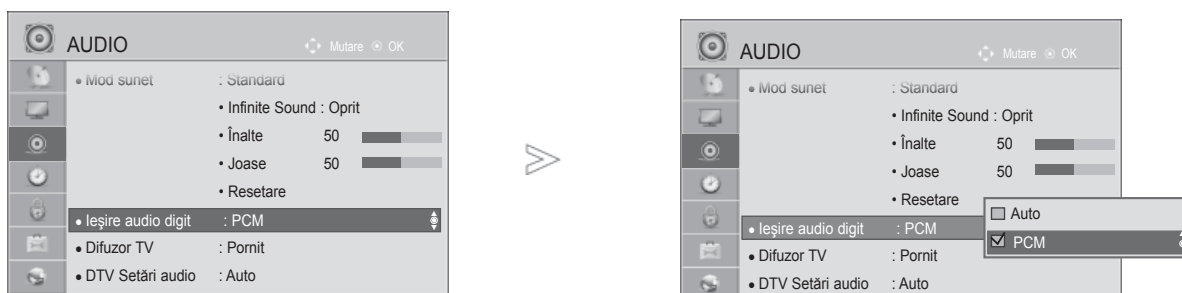 AUDIO
Mutare OK
• Mod sunet : Standard
• Infinite Sound : Oprit
• Înalte 50
• Joase 50
• Resetare
• Ieşire audio digit : PCM
• Difuzor TV : Pornit
• DTV Setări audio : Auto
AUDIO
Mutare OK
• Mod sunet : Standard
• Infinite Sound : Oprit
• Înalte 50
• Joase 50
• Resetare
• Ieşire audio digit : PCM
• Difuzor TV : Pornit
• DTV Setări audio : Auto
Auto
PCM